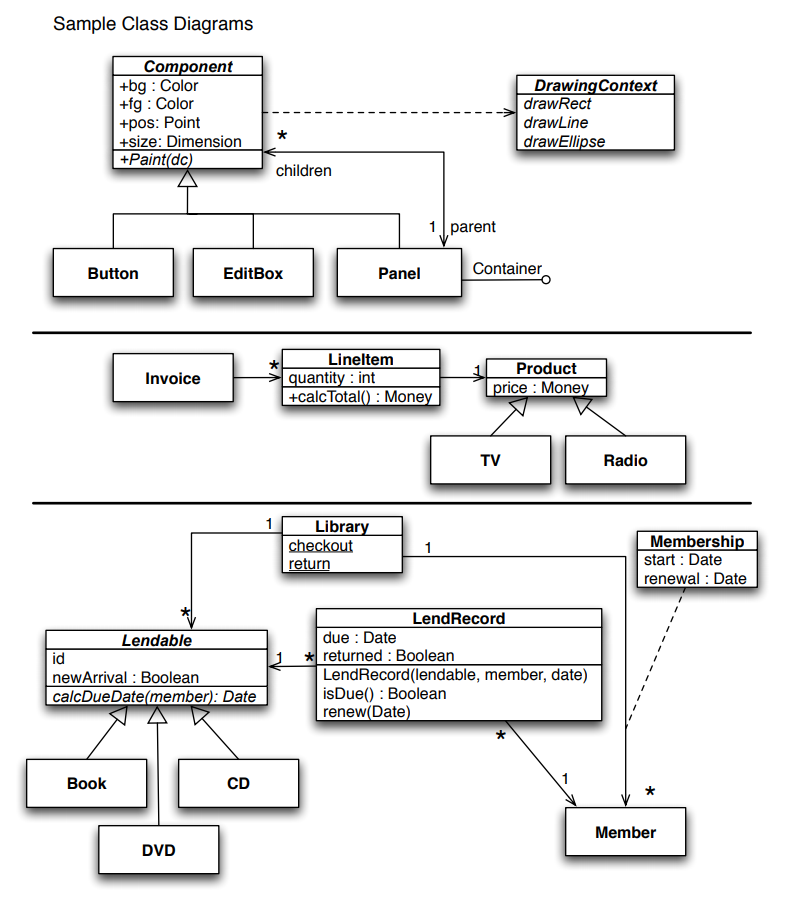 Sample Class Diagrams
Component
+bg : Color
+fg : Color
+pos: Point
+size: Dimension
+Paint(dc)
DrawingContext
drawRect
drawLine
drawEllipse
*
children
1 parent
Button
EditBox
Panel
Container
Invoice
*
LineItem
quantity : int
+calcTotal() : Money
1
Product
price : Money
TV
Radio
1
Library
checkout
return
1
Membership
start : Date
renewal : Date
*
Lendable
id
newArrival : Boolean
calcDueDate(member): Date
1
*
LendRecord
due : Date
returned : Boolean
LendRecord(lendable, member, date)
isDue() : Boolean
renew(Date)
*
1
*
Book
CD
DVD
Member